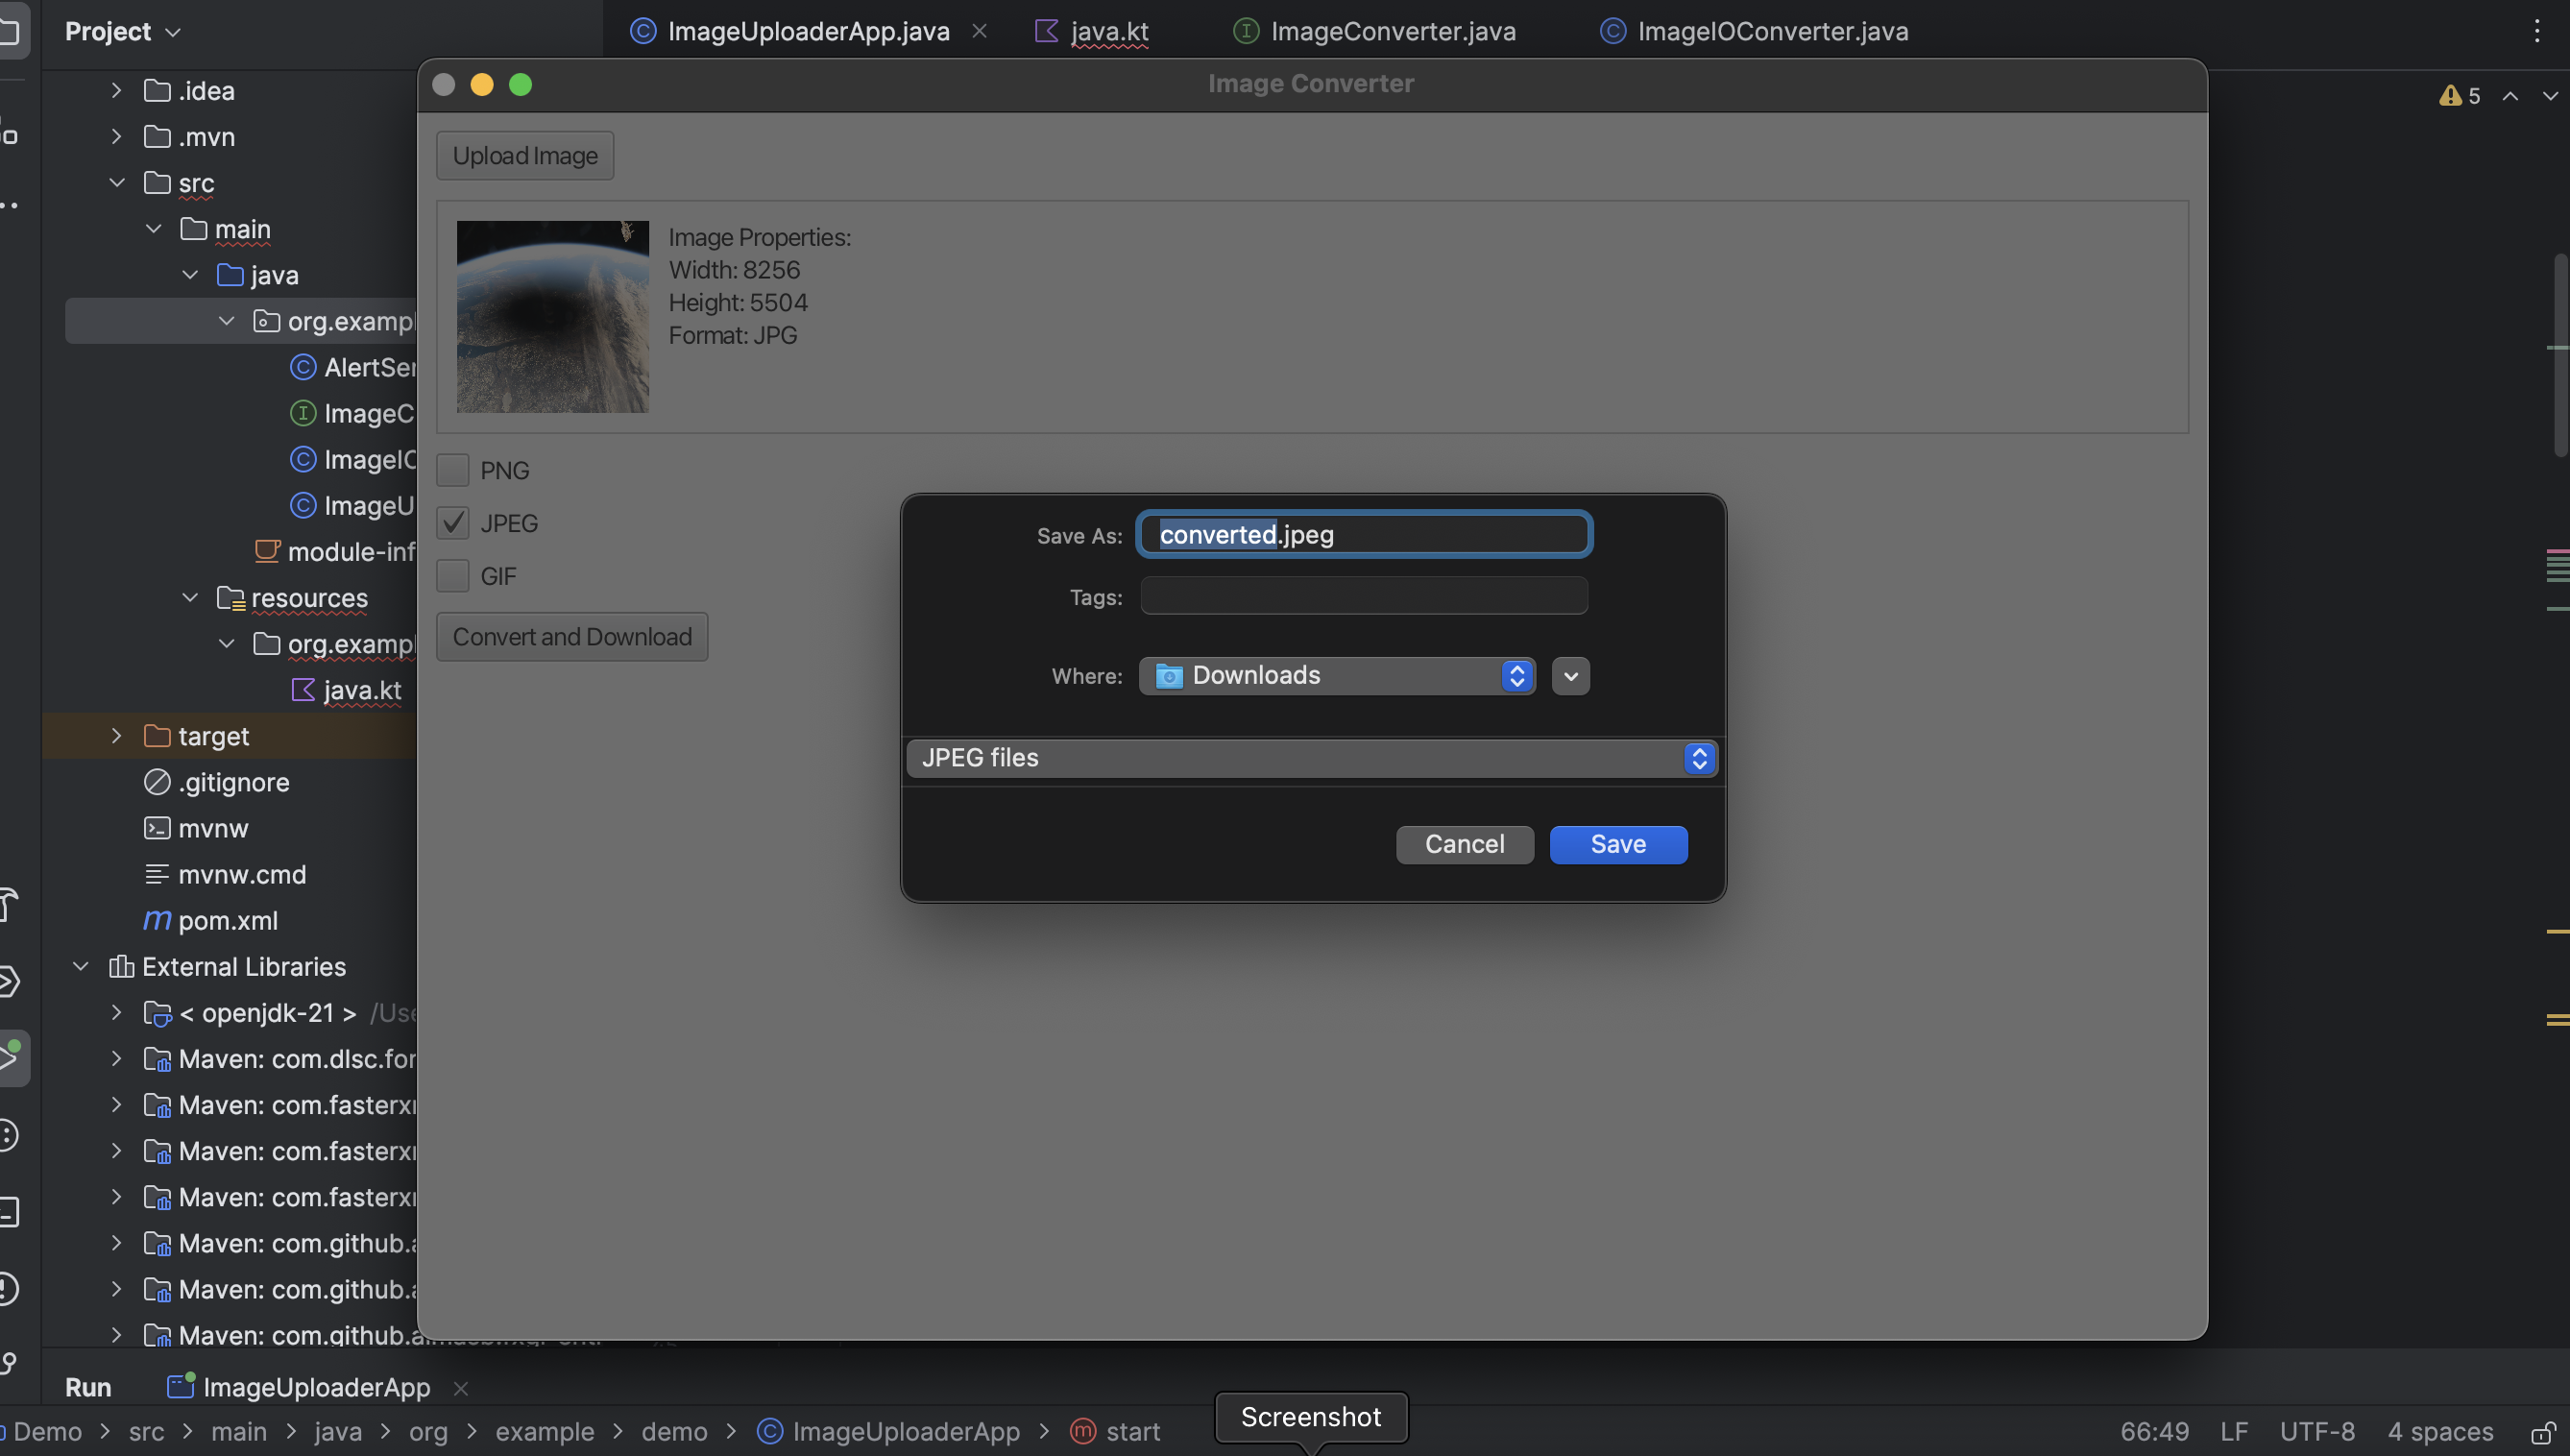 Project
ImageUploaderApp.java
java.kt
ImageConverter.java
ImageIOConverter.java
5
.idea
.mvn
src
main
java
org.exampl
AlertSer
ImageC
ImageIC
ImageU
module-inf
resources
org.exampl
java.kt
target
.gitignore
mvnw
mvnw.cmd
pom.xml
External Libraries
< openjdk-21 > /Use
Maven: com.dlsc.for
Maven: com.fasterxm
Maven: com.fasterxm
Maven: com.fasterxm
Maven: com.github.a
Maven: com.github.a
Maven:
Image Converter
Upload Image
Image Properties:
Width: 8256
Height: 5504
Format: JPG
PNG
JPEG
GIF
Convert and Download
Save As: converted.jpeg
Tags:
Where: Downloads
JPEG files
Cancel Save
Run ImageUploaderApp
Screenshot
Demo > src > main > java > org > example > demo > ImageUploaderApp > start
66:49 LF UTF-8 4 spaces